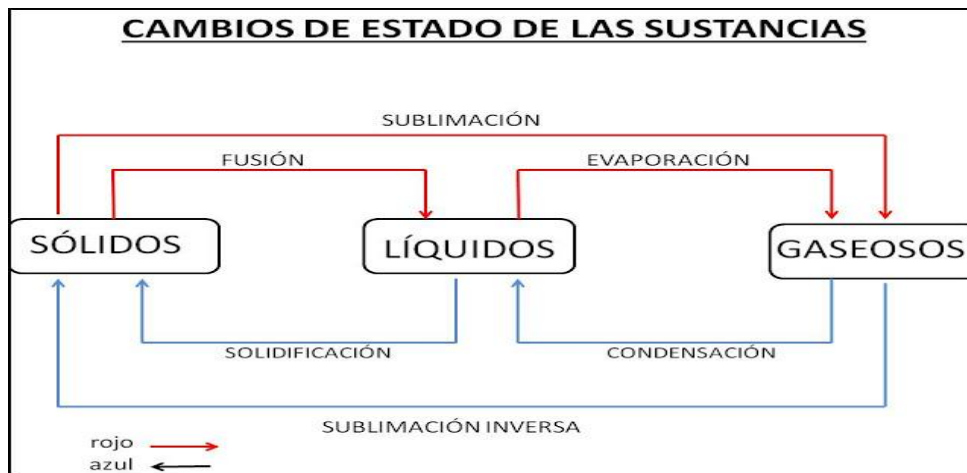 CAMBIOS DE ESTADO DE LAS SUSTANCIAS
SUBLIMACIÓN
FUSIÓN
EVAPORACIÓN
SÓLIDOS
LÍQUIDOS
GASEOSOS
SOLIDIFICACIÓN
CONDENSACIÓN
SUBLIMACIÓN INVERSA
rojo
azul